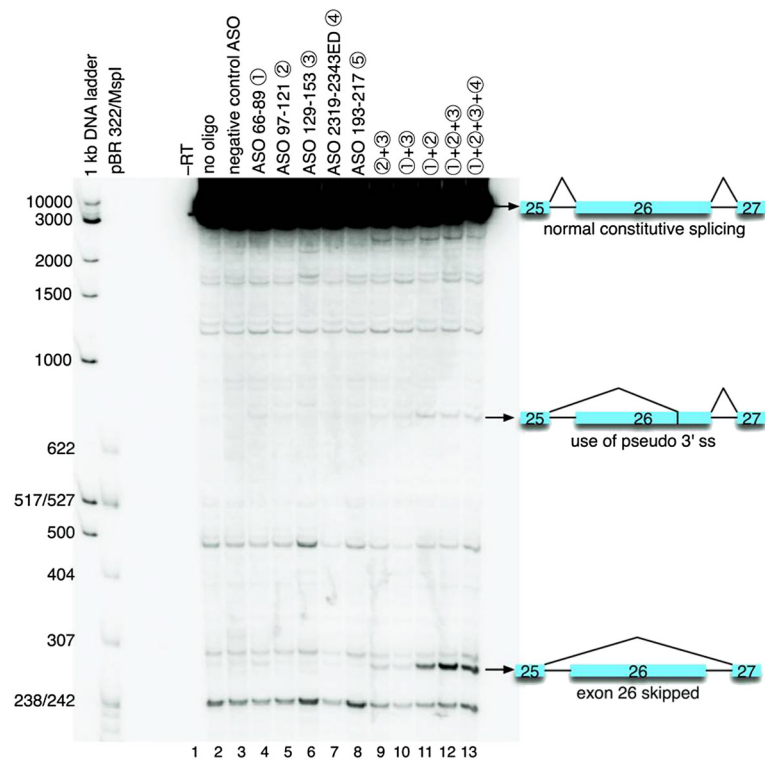 1 kb DNA ladder
pBR 322/MspI
–RT
no oligo
negative control ASO
ASO 66-89 ①
ASO 97-121 ②
ASO 129-153 ③
ASO 2319-2343ED ④
ASO 193-217 ⑤
②+③
①+③
①+②
①+②+③
①+②+③+④
10000
3000
2000
1500
1000
622
517/527
500
404
307
238/242
25 26 27
normal constitutive splicing
25 26 27
use of pseudo 3' ss
25 26 27
exon 26 skipped
1 2 3 4 5 6 7 8 9 10 11 12 13